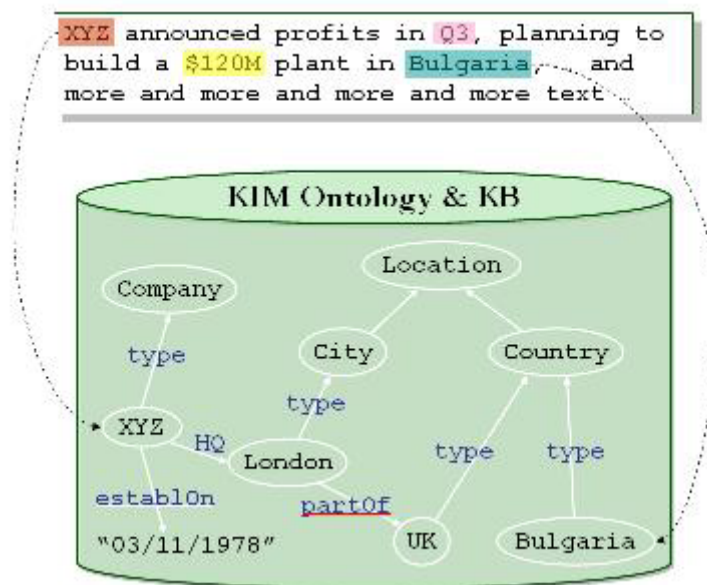 XYZ announced profits in Q3, planning to
build a $120M plant in Bulgaria, and
more and more and more and more text
KIM Ontology & KB
Location
Company
City
Country
type
type
XYZ
HQ
London
type
type
establOn
partOf
"03/11/1978"
UK
Bulgaria